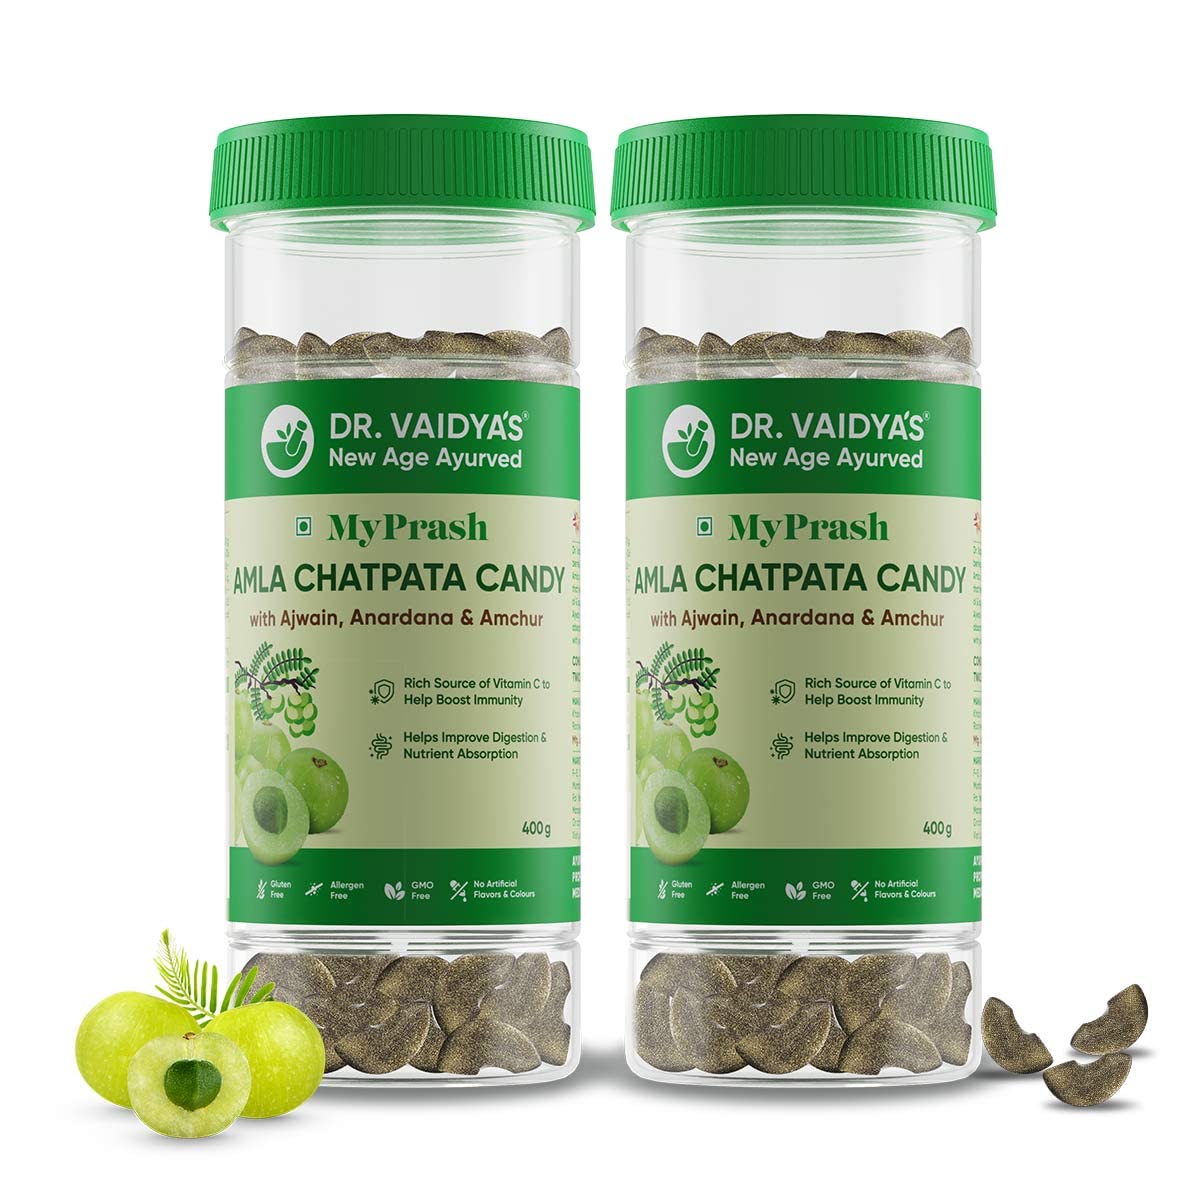 DR. VAIDYA'S®
New Age Ayurved
MyPrash
AMLA CHATPATA CANDY
with Ajwain, Anardana & Amchur
Rich Source of Vitamin C to
Help Boost Immunity
Helps Improve Digestion &
Nutrient Absorption
400g
Gluten
Free
Allergen
Free
GMO
Free
No Artificial
Flavors & Colours
DR. VAIDYA'S®
New Age Ayurved
MyPrash
AMLA CHATPATA CANDY
with Ajwain, Anardana & Amchur
Rich Source of Vitamin C to
Help Boost Immunity
Helps Improve Digestion &
Nutrient Absorption
400g
Gluten
Free
Allergen
Free
GMO
Free
No Artificial
Flavors & Colours